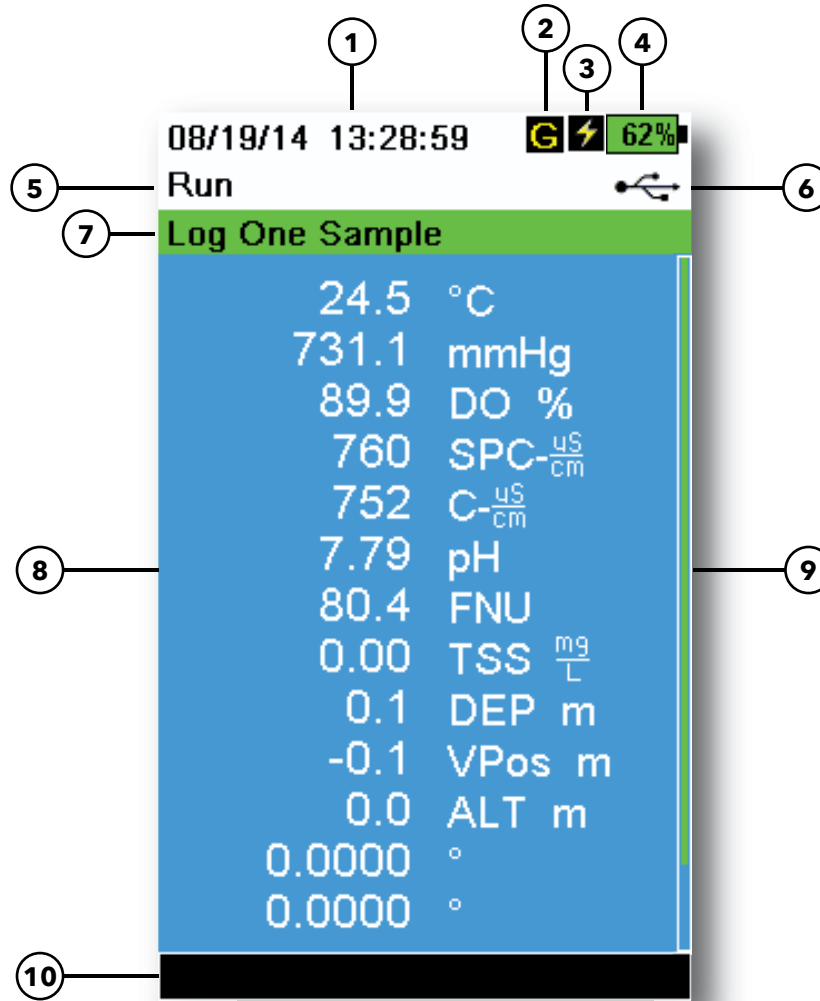 1
2
3
4
08/19/14 13:28:59 G 62%
5
Run
6
7
Log One Sample
24.5 °C
731.1 mmHg
89.9 DO %
760 SPC-uS/cm
752 C-uS/cm
8
7.79 pH
9
80.4 FNU
0.00 TSS mg/L
0.1 DEP m
-0.1 VPos m
0.0 ALT m
0.0000 °
0.0000 °
10